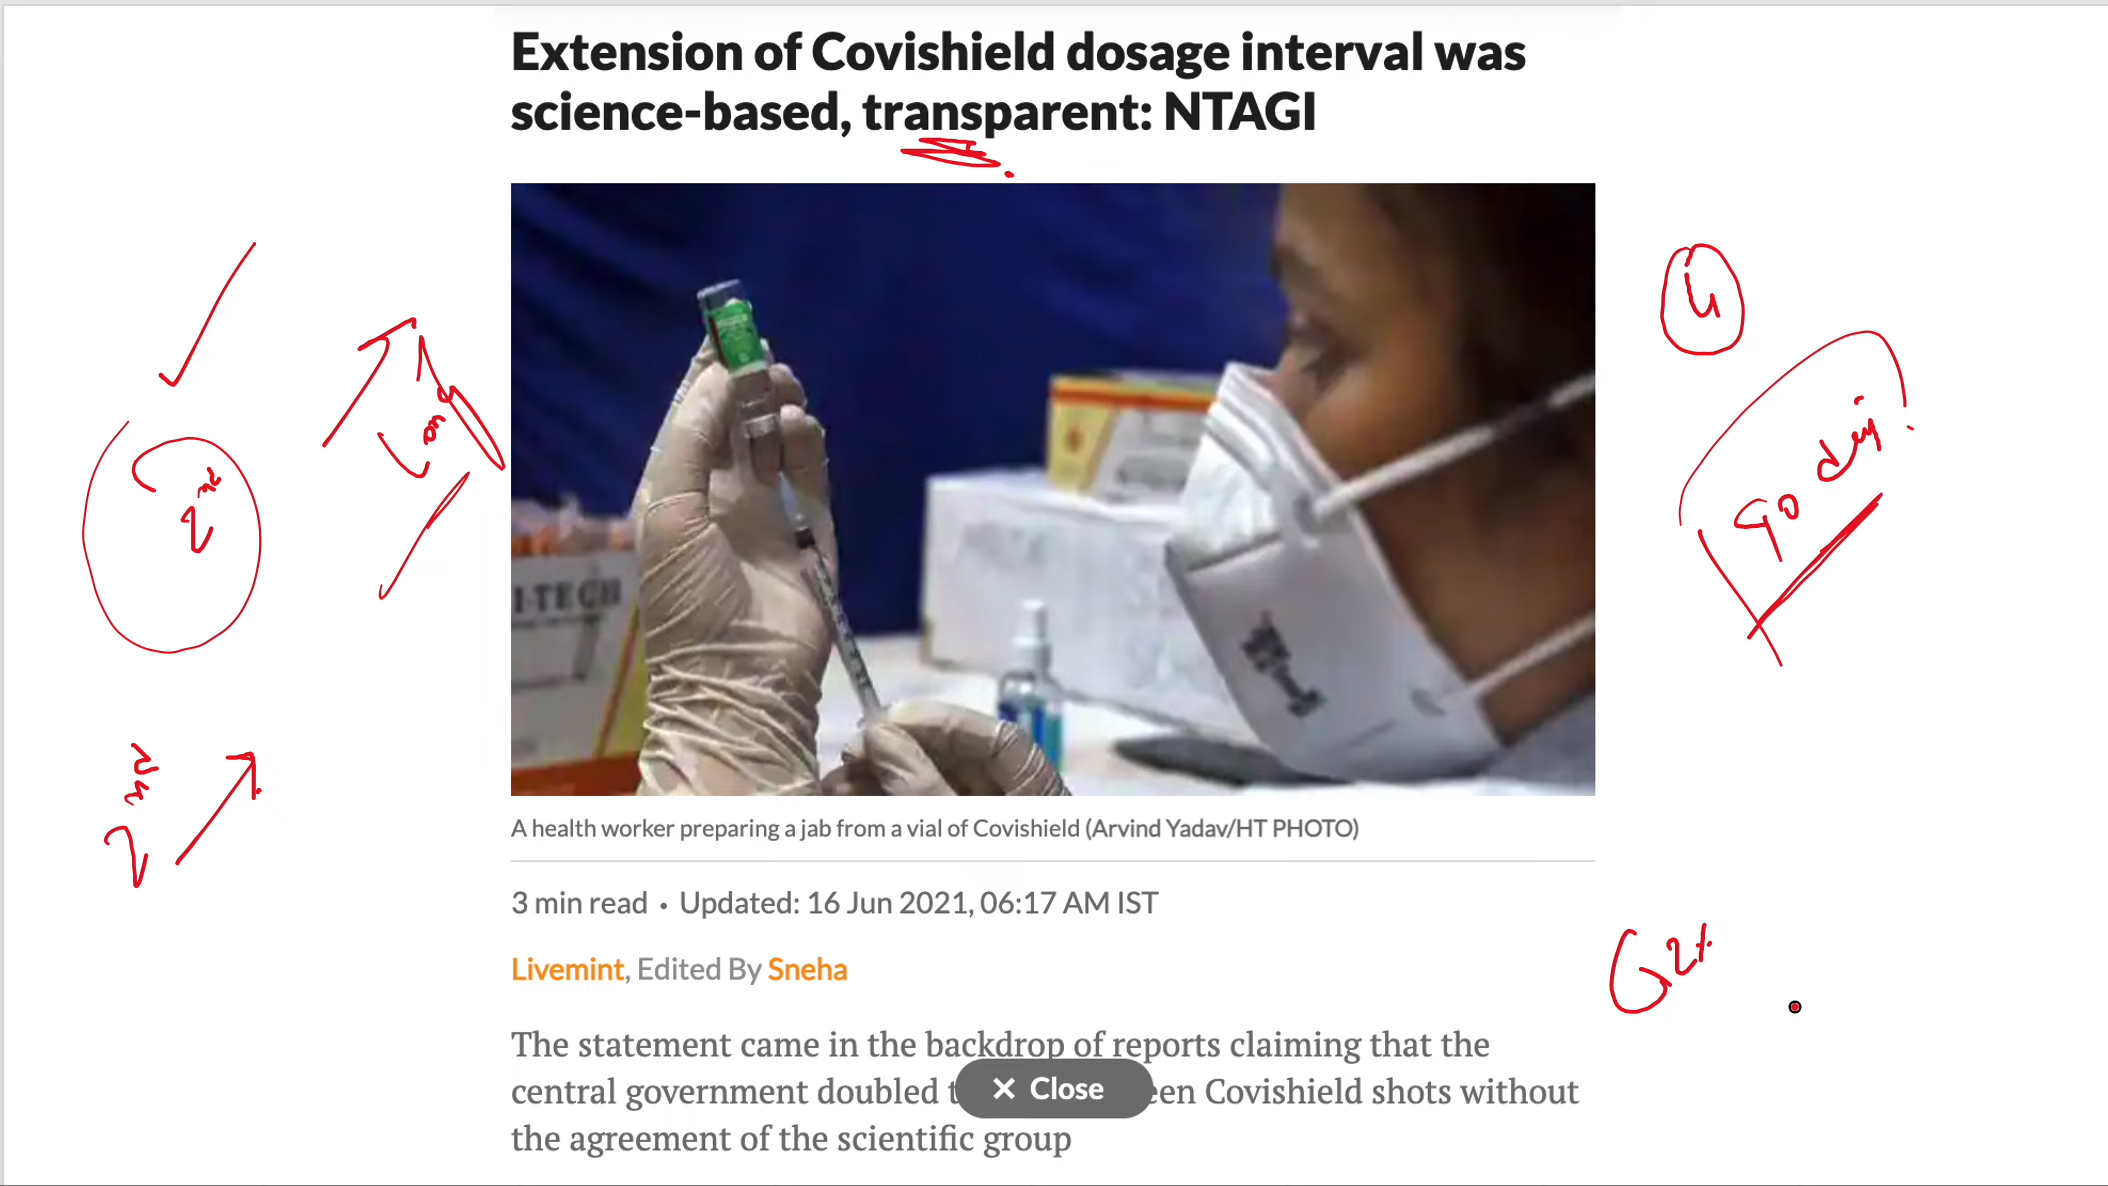 Extension of Covishield dosage interval was
science-based, transparent: NTAGI
I-TECH
A health worker preparing a jab from a vial of Covishield (Arvind Yadav/HT PHOTO)
3 min read • Updated: 16 Jun 2021, 06:17 AM IST
Livemint, Edited By Sneha
The statement came in the backdrop of reports claiming that the
central government doubled t
× Close
een Covishield shots without
the agreement of the scientific group